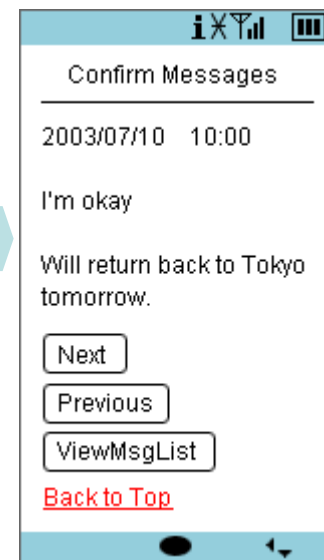 Confirm Messages
2003/07/10 10:00
I'm okay
Will return back to Tokyo
tomorrow.
Next
Previous
ViewMsgList
Back to Top